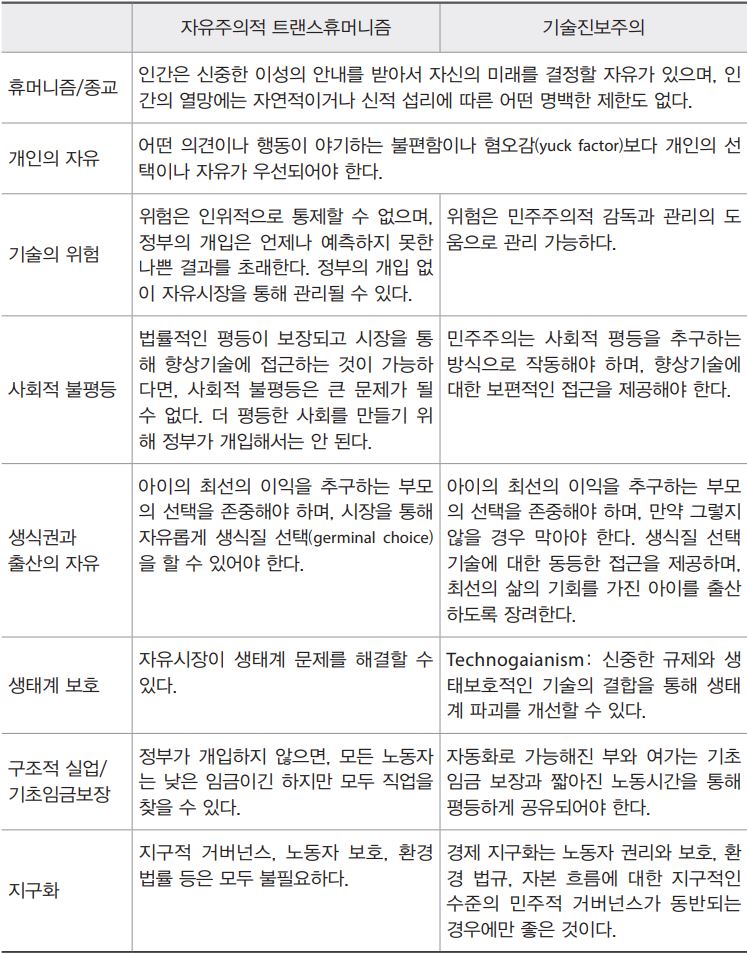 자유주의적 트랜스휴머니즘 기술진보주의
휴머니즘/종교
인간은 신중한 이성의 안내를 받아서 자신의 미래를 결정할 자유가 있으며, 인
간의 열망에는 자연적이거나 신적 섭리에 따른 어떤 명백한 제한도 없다.
개인의 자유
어떤 의견이나 행동이 야기하는 불편함이나 혐오감(yuck factor)보다 개인의 선
택이나 자유가 우선되어야 한다.
기술의 위험
위험은 인위적으로 통제할 수 없으며,
정부의 개입은 언제나 예측하지 못한
나쁜 결과를 초래한다. 정부의 개입 없
이 자유시장을 통해 관리될 수 있다.
위험은 민주주의적 감독과 관리의 도
움으로 관리 가능하다.
사회적 불평등
법률적인 평등이 보장되고 시장을 통
해 향상기술에 접근하는 것이 가능하
다면, 사회적 불평등은 큰 문제가 될
수 없다. 더 평등한 사회를 만들기 위
해 정부가 개입해서는 안 된다.
민주주의는 사회적 평등을 추구하는
방식으로 작동해야 하며, 향상기술에
대한 보편적인 접근을 제공해야 한다.
생식권과
출산의 자유
아이의 최선의 이익을 추구하는 부모
의 선택을 존중해야 하며, 시장을 통해
자유롭게 생식질 선택(germinal choice)
을 할 수 있어야 한다.
아이의 최선의 이익을 추구하는 부모
의 선택을 존중해야 하며, 만약 그렇지
않을 경우 막아야 한다. 생식질 선택
기술에 대한 동등한 접근을 제공하며,
최선의 삶의 기회를 가진 아이를 출산
하도록 장려한다.
생태계 보호
자유시장이 생태계 문제를 해결할 수
있다.
Technogaianism: 신중한 규제와 생
태보호적인 기술의 결합을 통해 생태
계 파괴를 개선할 수 있다.
구조적 실업/
기초임금보장
정부가 개입하지 않으면, 모든 노동자
는 낮은 임금이긴 하지만 모두 직업을
찾을 수 있다.
자동화로 가능해진 부와 여가는 기초
임금 보장과 짧아진 노동시간을 통해
평등하게 공유되어야 한다.
지구화
지구적 거버넌스, 노동자 보호, 환경
법률 등은 모두 불필요하다.
경제 지구화는 노동자 권리와 보호, 환
경 법규, 자본 흐름에 대한 지구적인
수준의 민주적 거버넌스가 동반되는
경우에만 좋은 것이다.